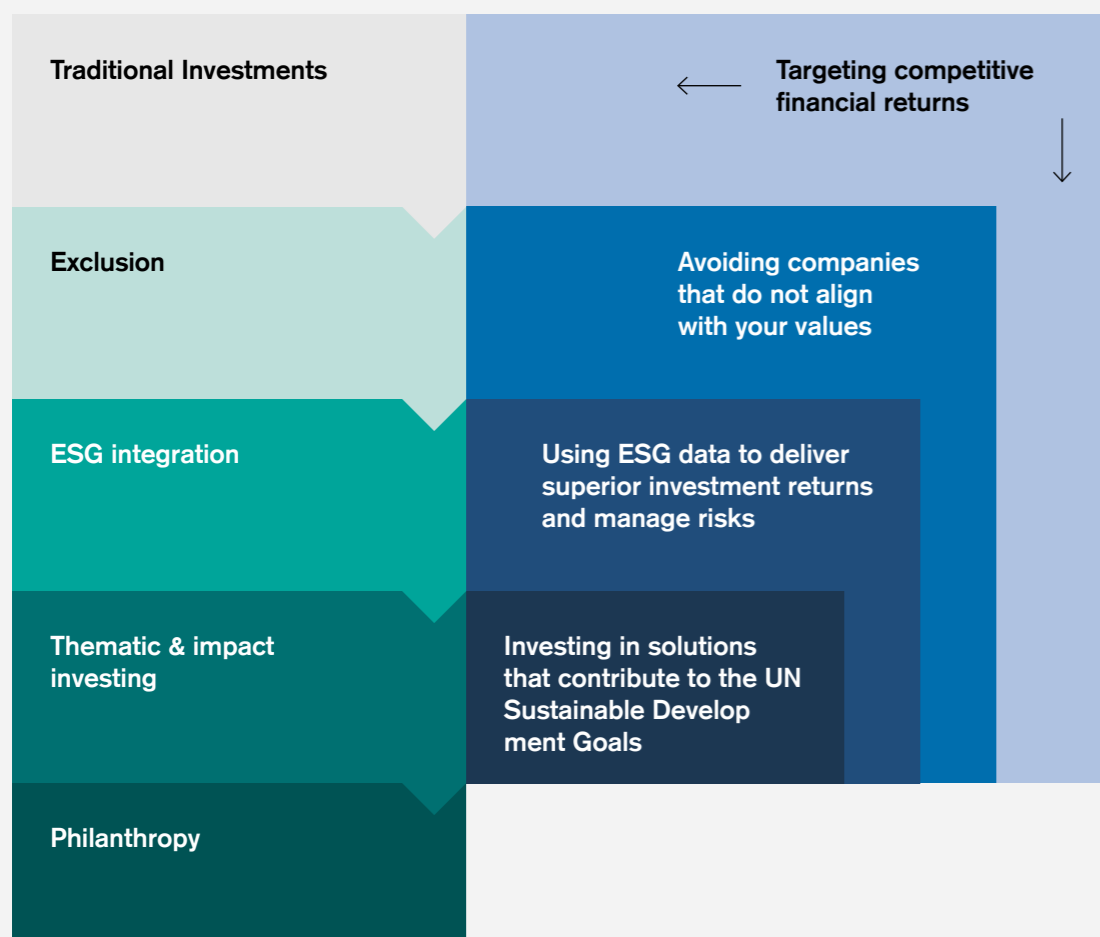 Traditional Investments
Targeting competitive
financial returns
Exclusion
Avoiding companies
that do not align
with your values
ESG integration
Using ESG data to deliver
superior investment returns
and manage risks
Thematic & impact
investing
Investing in solutions
that contribute to the UN
Sustainable Develop
ment Goals
Philanthropy